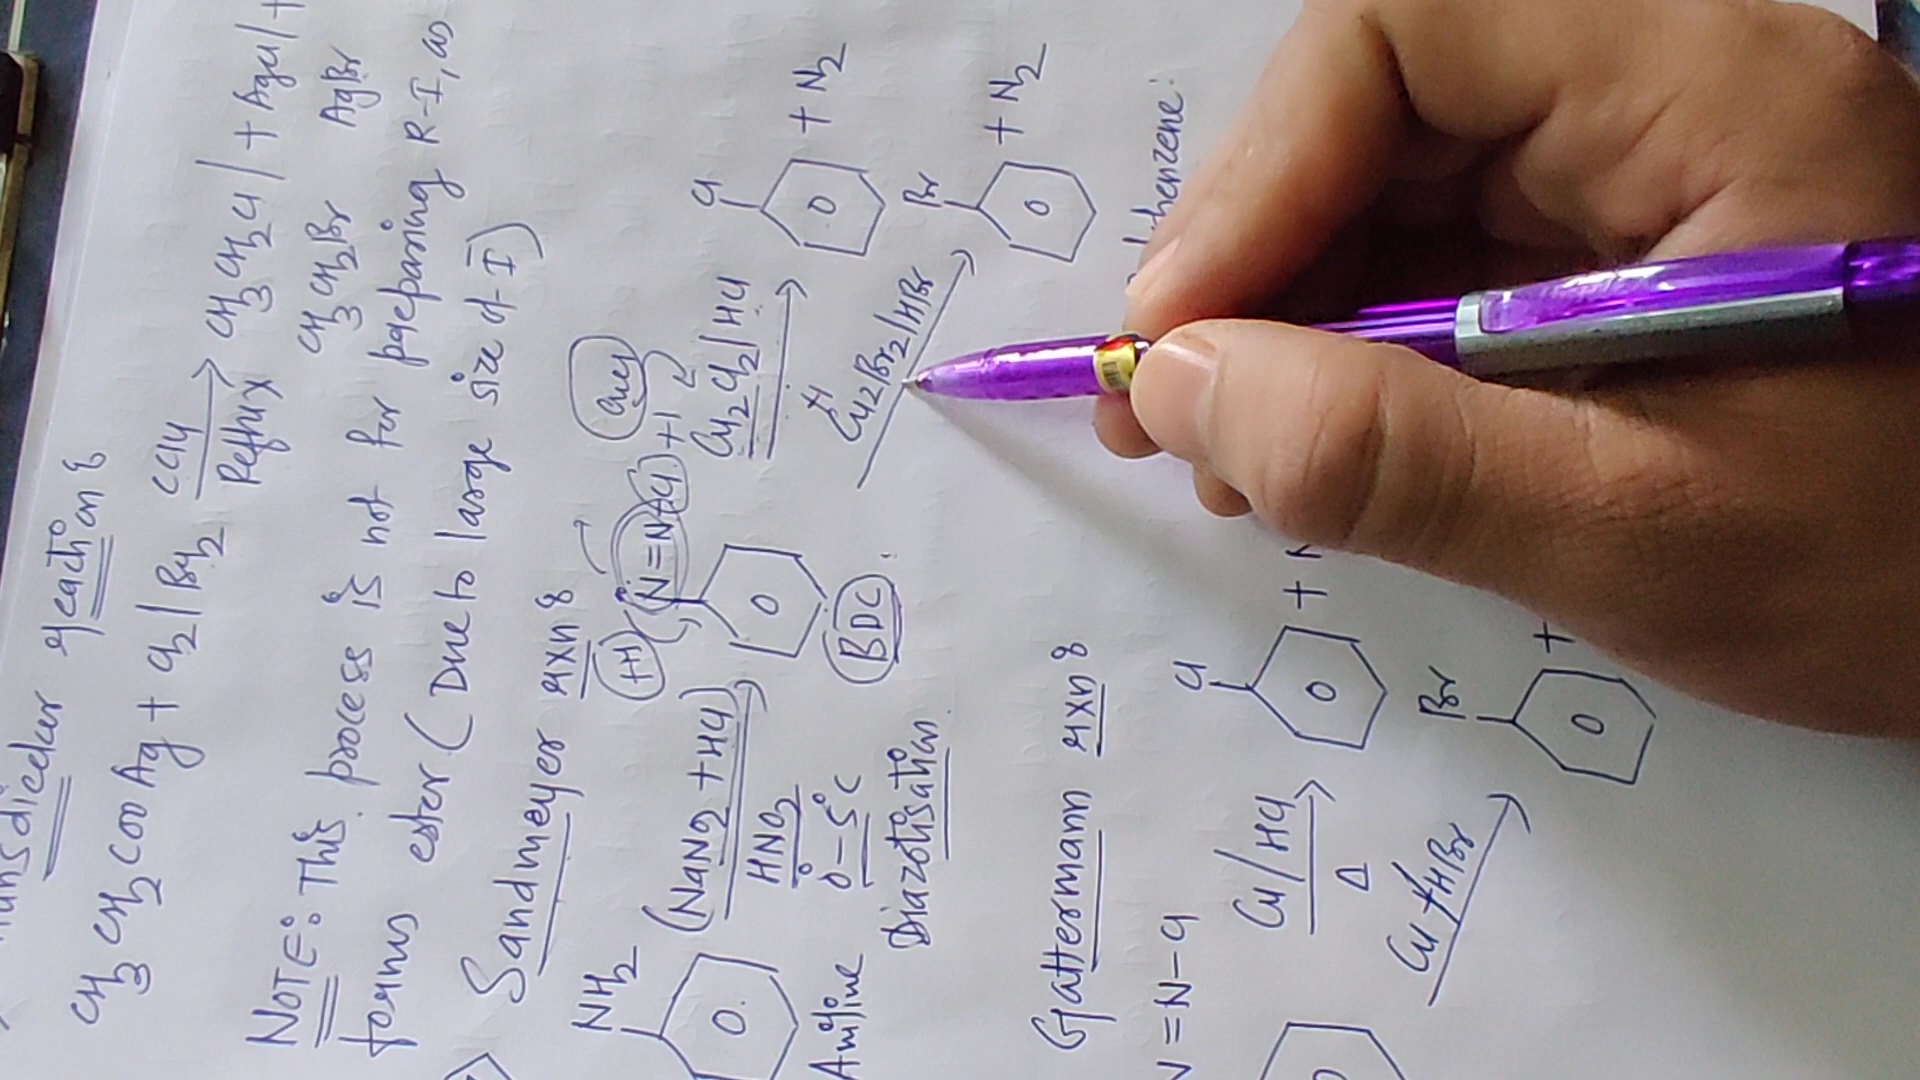 Hunsdiecker reaction :
CH3CH2COOAg + Cl2 / Br2 CCl4 Reflux CH3CH2Cl / + AgCl /
CH3CH2Br AgBr
NOTE: This process is not for preparing R-I, as
forms ester (Due to large size of I)
Sandmeyer rxn :
NH2 (NaNO2 + HCl) (+1) N=N-Cl +1 Cu2Cl2 / HCl Cl + N2
HNO2
0-5°C
Aniline Diazotisation BDC Cu2Br2 / HBr Br + N2
Gattermann rxn :
N=N-Cl Cu / HCl Δ Cl +
Cu / HBr Br +
benzene: